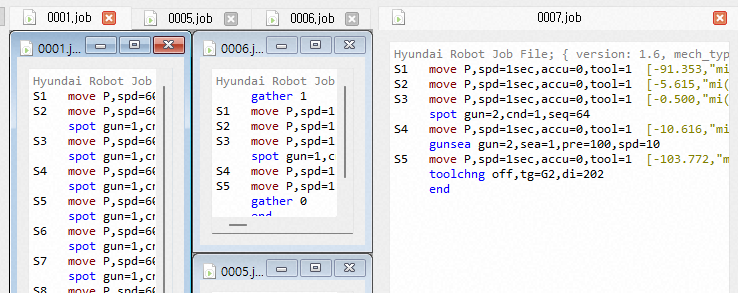 0001.job
0005.job
0006.job
0007.job
0001.j...
Hyundai Robot Job
S1 move P,spd=60
S2 move P,spd=60
spot gun=1,cn
S3 move P,spd=60
spot gun=1,cn
S4 move P,spd=60
spot gun=1,cn
S5 move P,spd=60
spot gun=1,cn
S6 move P,spd=60
spot gun=1,cn
S7 move P,spd=60
spot gun=1,cn
S8 move P,spd=60
0006.j...
Hyundai Robot Job
gather 1
S1 move P,spd=1
S2 move P,spd=1
S3 move P,spd=1
spot gun=1,c
S4 move P,spd=1
S5 move P,spd=1
gather 0
end
0005.j...
Hyundai Robot Job File; { version: 1.6, mech_typ
S1 move P,spd=1sec,accu=0,tool=1 [-91.353,"mi
S2 move P,spd=1sec,accu=0,tool=1 [-5.615,"mi(
S3 move P,spd=1sec,accu=0,tool=1 [-0.500,"mi(
spot gun=2,cnd=1,seq=64
S4 move P,spd=1sec,accu=0,tool=1 [-10.616,"mi
gunsea gun=2,sea=1,pre=100,spd=10
S5 move P,spd=1sec,accu=0,tool=1 [-103.772,"m
toolchng off,tg=G2,di=202
end